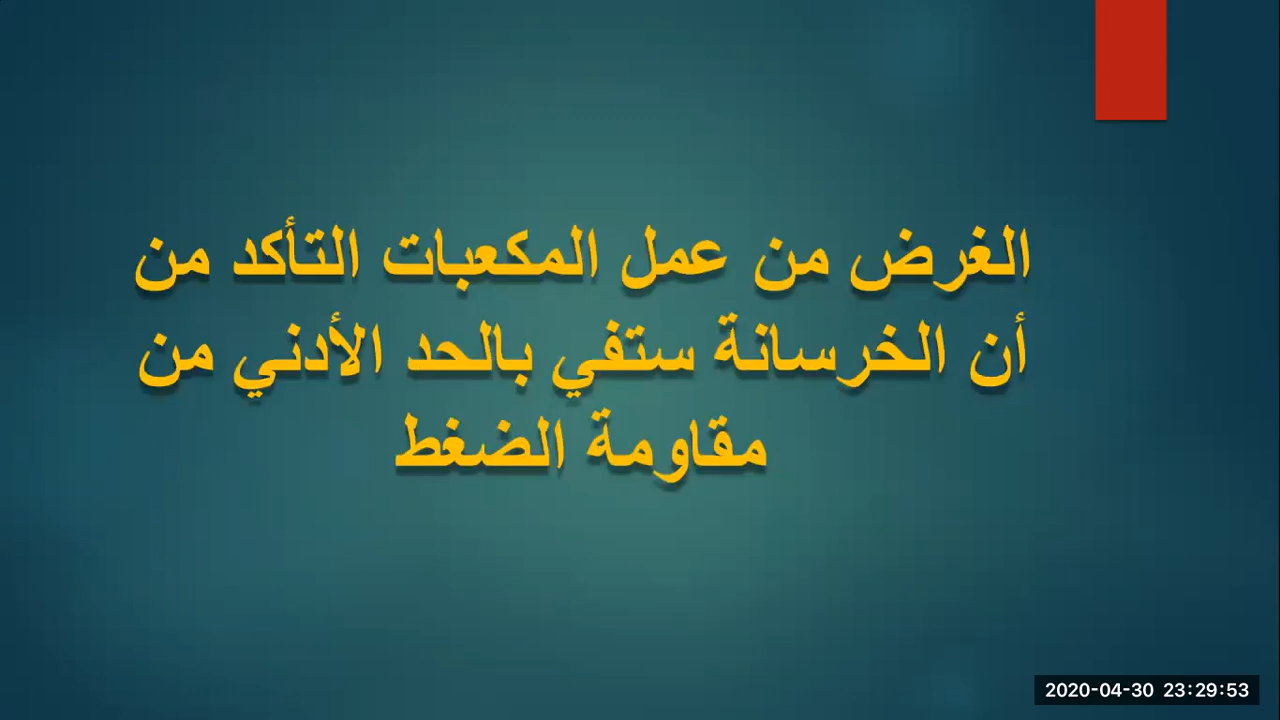 الغرض من عمل المكعبات التأكد من
أن الخرسانة ستفي بالحد الأدني من
مقاومة الضغط
2020-04-30 23:29:53